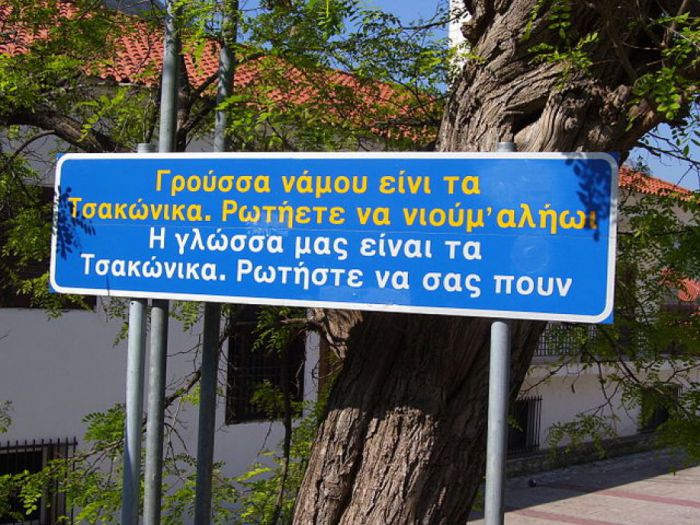 Γρούσσα νάμου είνι τα
Τσακώνικα. Ρωτήετε να νιούμ' αλήωι
Η γλώσσα μας είναι τα
Τσακώνικα. Ρωτήστε να σας πουν